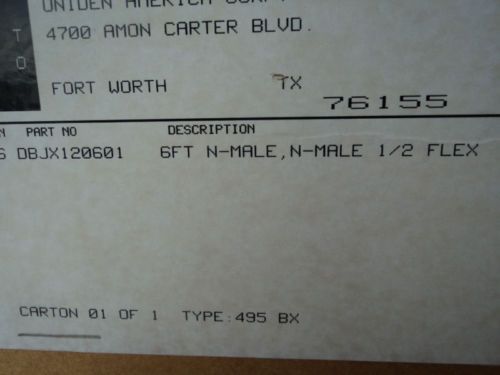 UNIDEN AMERICA CORP.
4700 AMON CARTER BLVD.
TO
FORT WORTH TX
76155
PART NO DESCRIPTION
DBJX120601 6FT N-MALE,N-MALE 1/2 FLEX
CARTON 01 OF 1 TYPE:495 BX